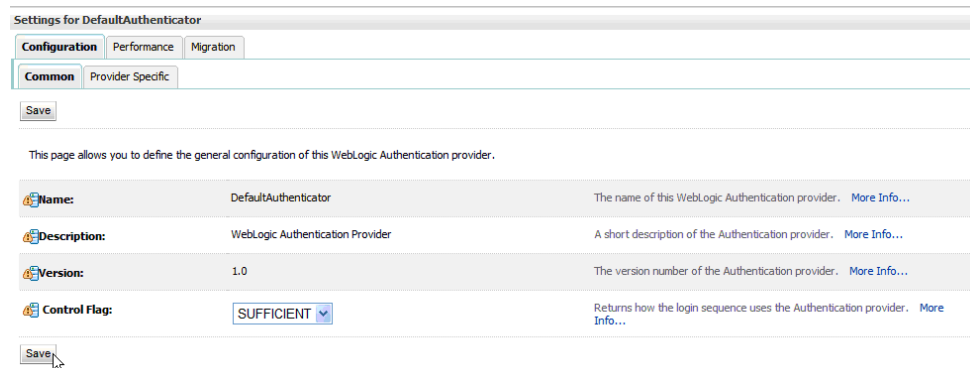 Settings for DefaultAuthenticator
Configuration Performance Migration
Common Provider Specific
Save
This page allows you to define the general configuration of this WebLogic Authentication provider.
Name: DefaultAuthenticator The name of this WebLogic Authentication provider. More Info...
Description: WebLogic Authentication Provider A short description of the Authentication provider. More Info...
Version: 1.0 The version number of the Authentication provider. More Info...
Control Flag: SUFFICIENT Returns how the login sequence uses the Authentication provider. More
Info...
Save